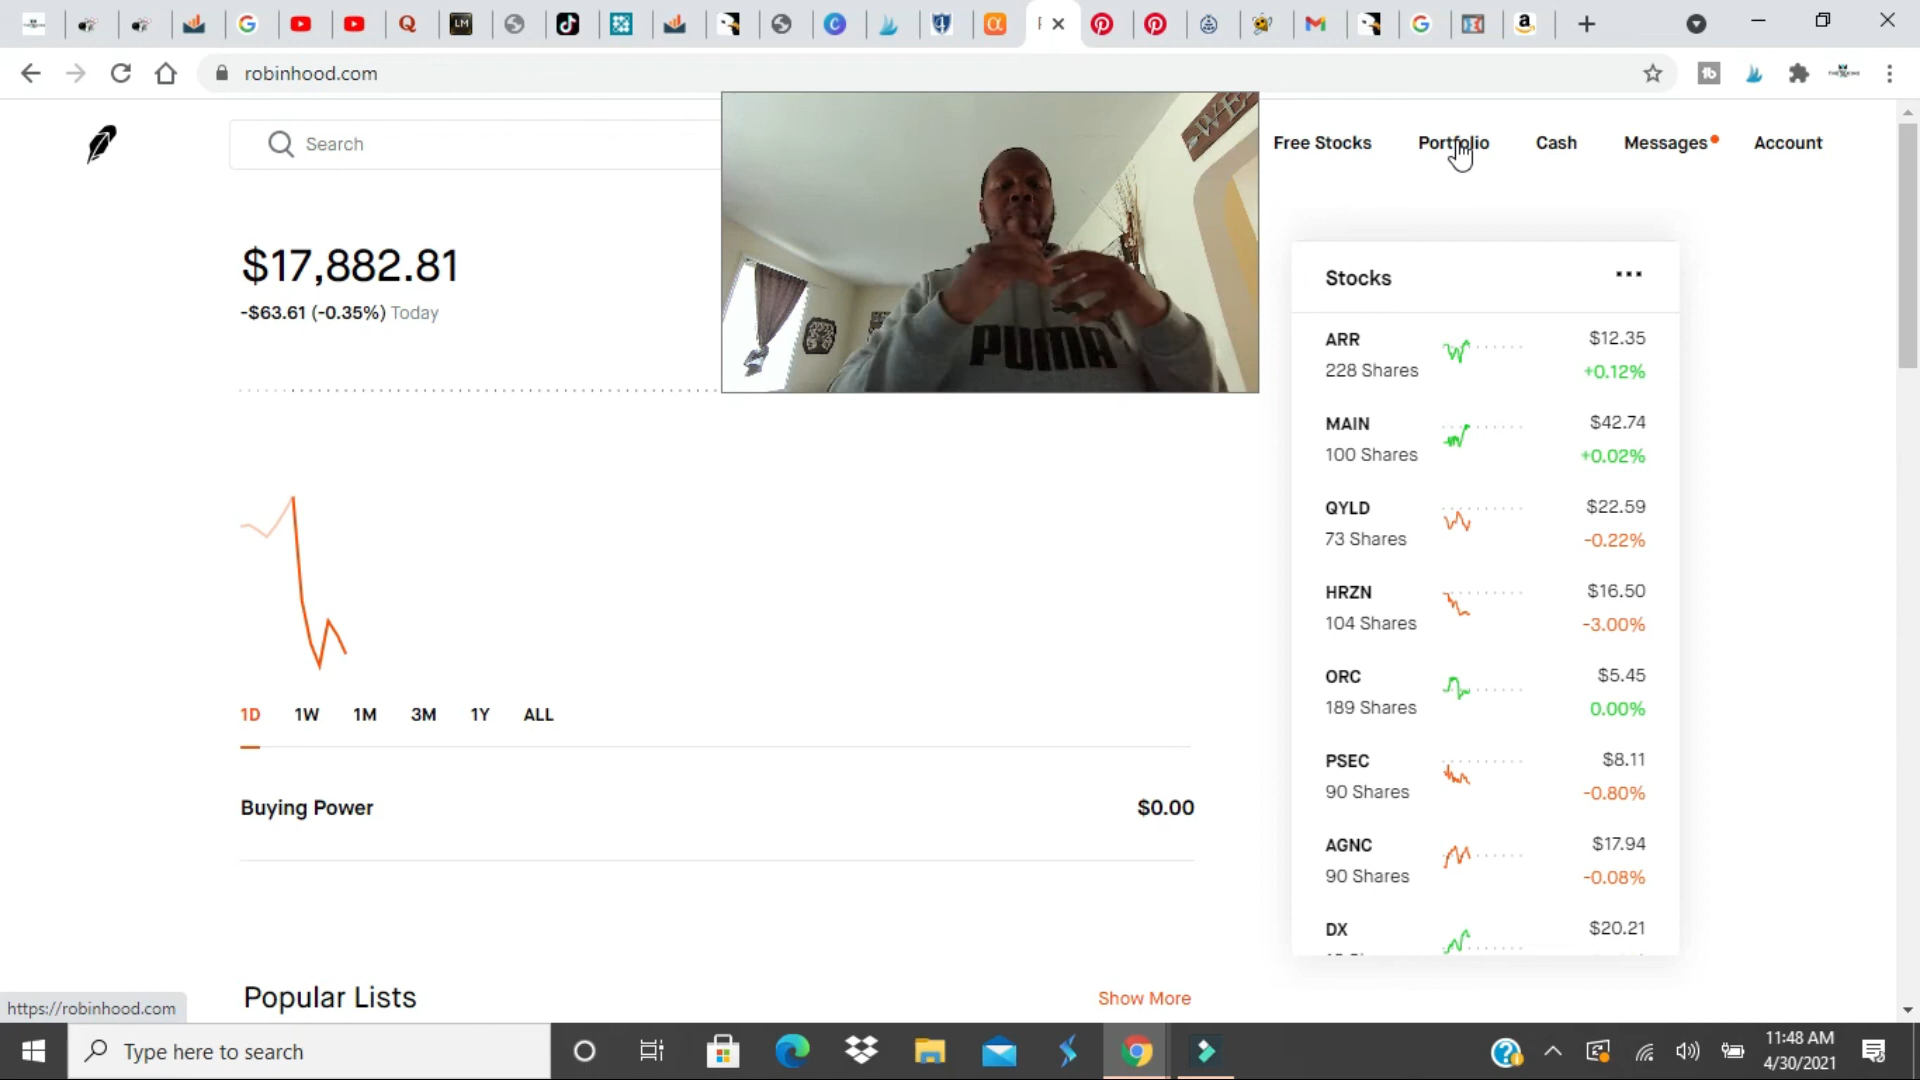 robinhood.com
Search
Free Stocks
Portfolio
Cash
Messages
Account
$17,882.81
-$63.61 (-0.35%) Today
WE
PUMA
1D
1W
1M
3M
1Y
ALL
Buying Power
$0.00
Popular Lists
Show More
Stocks
ARR
$12.35
228 Shares
+0.12%
MAIN
$42.74
100 Shares
+0.02%
QYLD
$22.59
73 Shares
-0.22%
HRZN
$16.50
104 Shares
-3.00%
ORC
$5.45
189 Shares
0.00%
PSEC
$8.11
90 Shares
-0.80%
AGNC
$17.94
90 Shares
-0.08%
DX
$20.21
https://robinhood.com
Type here to search
11:48 AM
4/30/2021